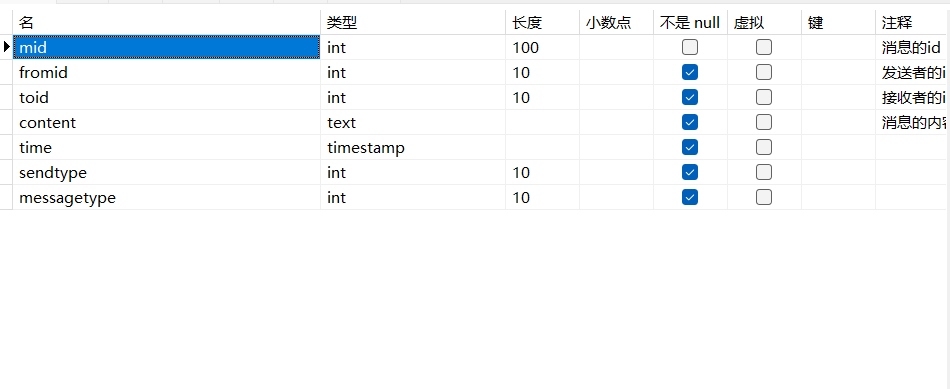 名 类型 长度 小数点 不是 null 虚拟 键 注释
mid int 100 消息的id
fromid int 10 发送者的i
toid int 10 接收者的i
content text 消息的内容
time timestamp
sendtype int 10
messagetype int 10